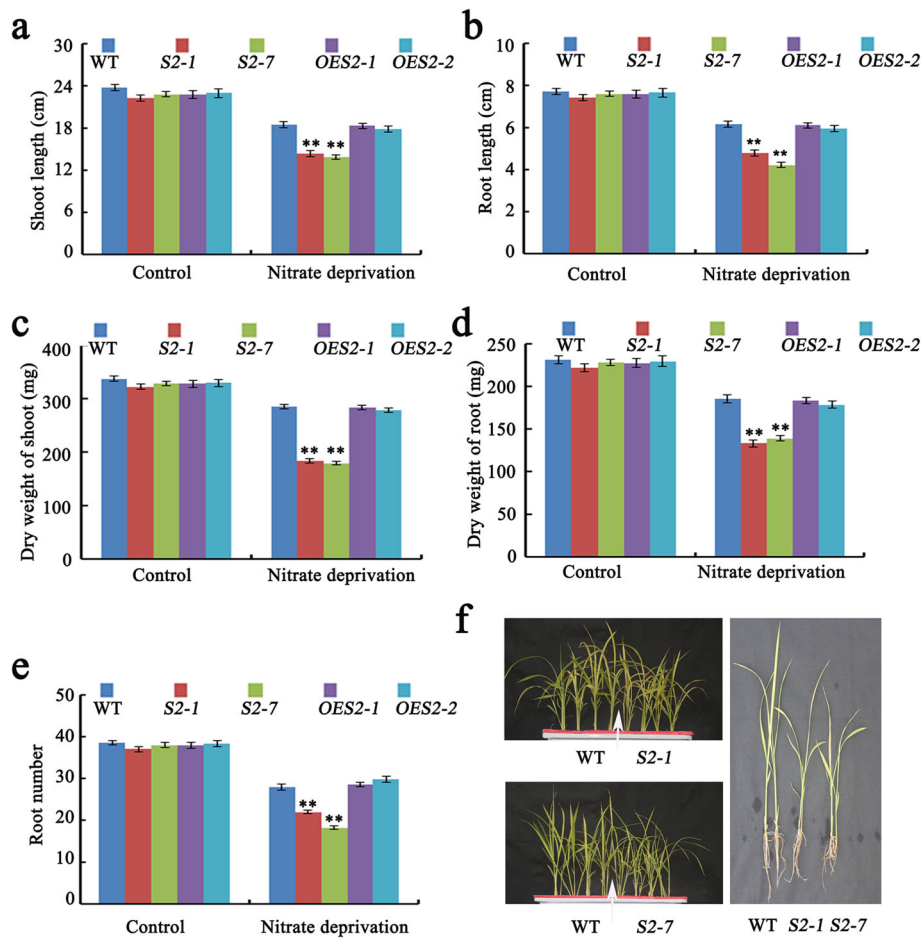 a
30
24
18
12
6
0
Shoot length (cm)
WT S2-1 S2-7 OES2-1 OES2-2
** **
Control Nitrate deprivation
b
10
8
6
4
2
0
Root length (cm)
WT S2-1 S2-7 OES2-1 OES2-2
** **
Control Nitrate deprivation
c
400
300
200
100
0
Dry weight of shoot (mg)
WT S2-1 S2-7 OES2-1 OES2-2
** **
Control Nitrate deprivation
d
250
200
150
100
50
0
Dry weight of root (mg)
WT S2-1 S2-7 OES2-1 OES2-2
** **
Control Nitrate deprivation
e
50
40
30
20
10
0
Root number
WT S2-1 S2-7 OES2-1 OES2-2
** **
Control Nitrate deprivation
f
WT S2-1
WT S2-7
WT S2-1 S2-7